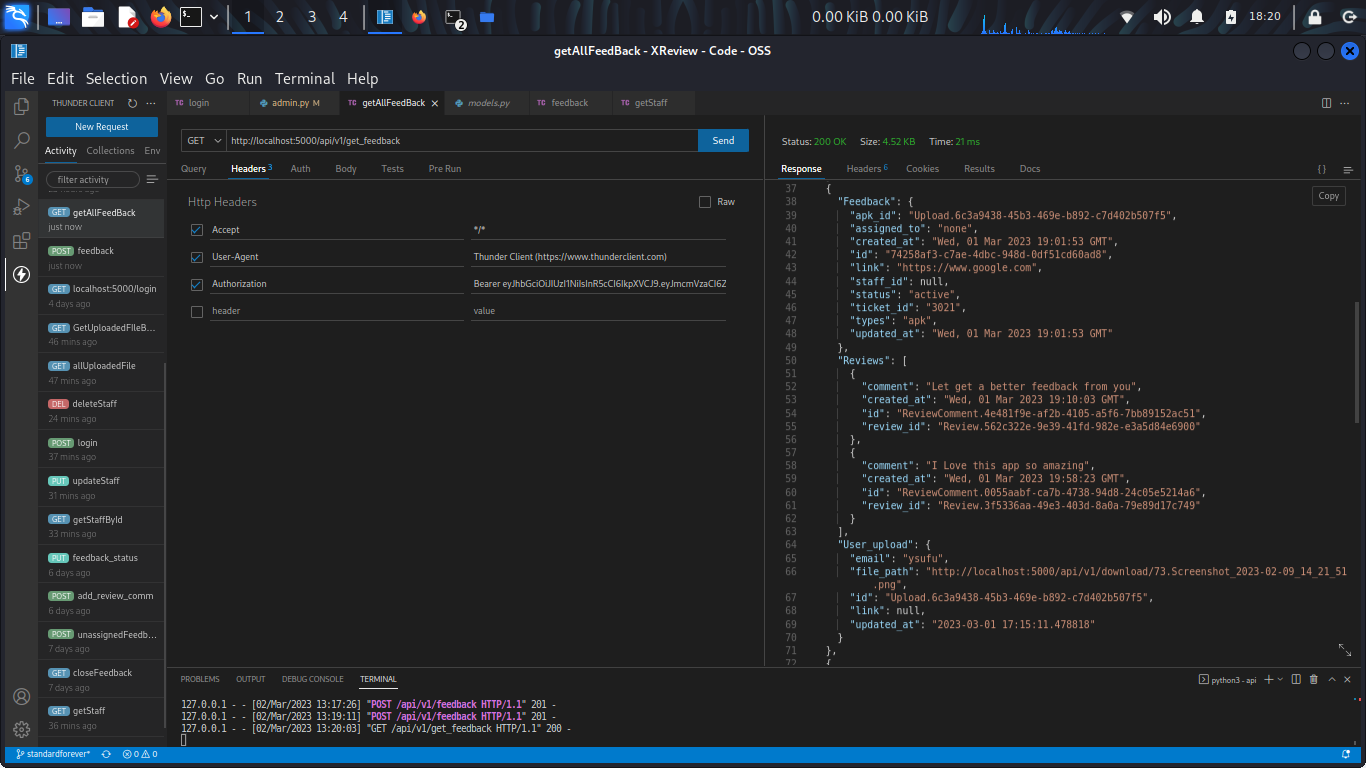 1 2 3 4 2 0.00 KiB 0.00 KiB 18:20
getAllFeedBack - XReview - Code - OSS
File Edit Selection View Go Run Terminal Help
THUNDER CLIENT
New Request
Activity Collections Env
filter activity
GET getAllFeedBack
just now
POST feedback
just now
GET localhost:5000/login
4 days ago
GET GetUploadedFIleB...
46 mins ago
GET allUploadedFile
47 mins ago
DEL deleteStaff
24 mins ago
POST login
37 mins ago
PUT updateStaff
31 mins ago
GET getStaffById
33 mins ago
PUT feedback_status
6 days ago
POST add_review_comm
6 days ago
POST unassignedFeedb...
7 days ago
GET closeFeedback
7 days ago
GET getStaff
36 mins ago
6
TC login admin.py M TC getAllFeedBack models.py TC feedback TC getStaff
GET http://localhost:5000/api/v1/get_feedback Send
Query Headers 3 Auth Body Tests Pre Run
Http Headers Raw
Accept */*
User-Agent Thunder Client (https://www.thunderclient.com)
Authorization
header value
Status: 200 OK Size: 4.52 KB Time: 21 ms
Response Headers 6 Cookies Results Docs {}
Copy
37 {
38 "Feedback": {
39 "apk_id": "Upload.6c3a9438-45b3-469e-b892-c7d402b507f5",
40 "assigned_to": "none",
41 "created_at": "Wed, 01 Mar 2023 19:01:53 GMT",
42 "id": "74258af3-c7ae-4dbc-948d-0df51cd60ad8",
43 "link": "https://www.google.com",
44 "staff_id": null,
45 "status": "active",
46 "ticket_id": "3021",
47 "types": "apk",
48 "updated_at": "Wed, 01 Mar 2023 19:01:53 GMT"
49 },
50 "Reviews": [
51 {
52 "comment": "Let get a better feedback from you",
53 "created_at": "Wed, 01 Mar 2023 19:10:03 GMT",
54 "id": "ReviewComment.4e481f9e-af2b-4105-a5f6-7bb89152ac51",
55 "review_id": "Review.562c322e-9e39-41fd-982e-e3a5d84e6900"
56 },
57 {
58 "comment": "I Love this app so amazing",
59 "created_at": "Wed, 01 Mar 2023 19:58:23 GMT",
60 "id": "ReviewComment.0055aabf-ca7b-4738-94d8-24c05e5214a6",
61 "review_id": "Review.3f5336aa-49e3-403d-8a0a-79e89d17c749"
62 }
63 ],
64 "User_upload": {
65 "email": "ysufu",
66 "file_path": "http://localhost:5000/api/v1/download/73.Screenshot_2023-02-09_14_21_51
.png",
67 "id": "Upload.6c3a9438-45b3-469e-b892-c7d402b507f5",
68 "link": null,
69 "updated_at": "2023-03-01 17:15:11.478818"
70 }
71 },
72 {
PROBLEMS OUTPUT DEBUG CONSOLE TERMINAL python3 - api
127.0.0.1 - - [02/Mar/2023 13:17:26] "POST /api/v1/feedback HTTP/1.1" 201 -
127.0.0.1 - - [02/Mar/2023 13:19:11] "POST /api/v1/feedback HTTP/1.1" 201 -
127.0.0.1 - - [02/Mar/2023 13:20:03] "GET /api/v1/get_feedback HTTP/1.1" 200 -
standardforever* 0 0